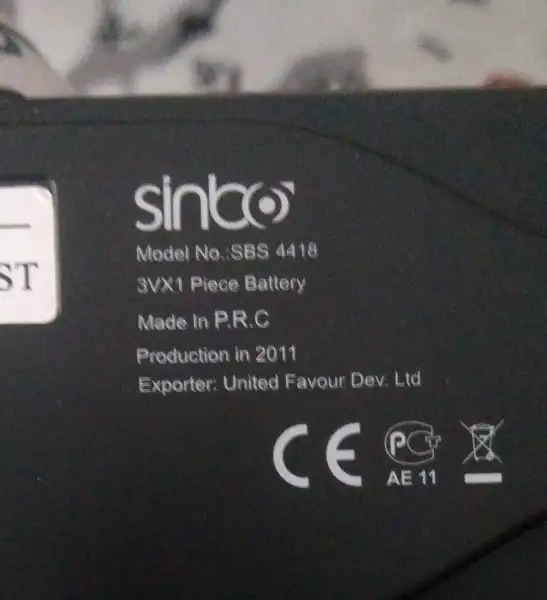 sinbo
Model No.:SBS 4418
3VX1 Piece Battery
ST
Made In P.R.C
Production in 2011
Exporter: United Favour Dev. Ltd
CE
PCT
AE 11